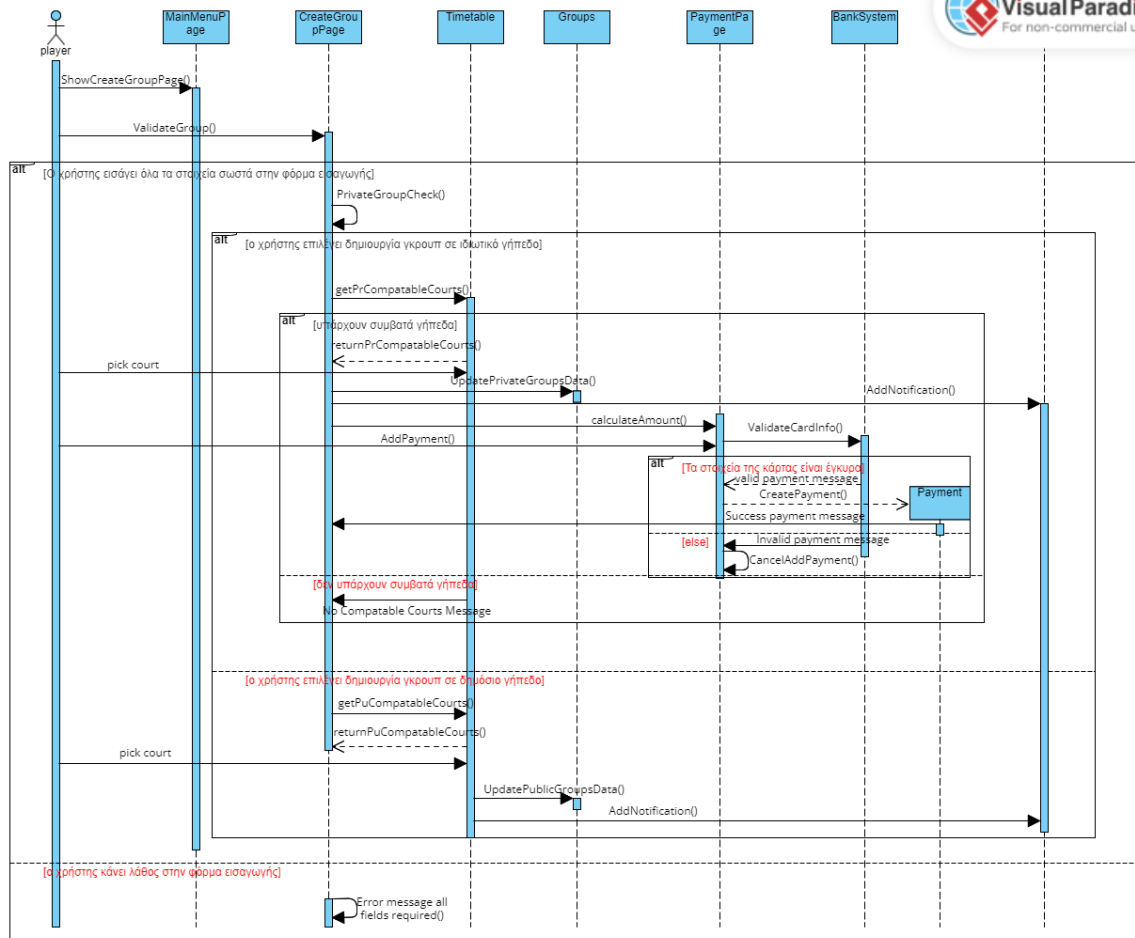 Visual Paradi
For non-commercial u
MainMenuP
age
CreateGrou
pPage
Timetable
Groups
PaymentPa
ge
BankSystem
player
ShowCreateGroupPage()
ValidateGroup()
alt
[Ο χρήστης εισάγει όλα τα στοιχεία σωστά στην φόρμα εισαγωγής]
PrivateGroupCheck()
alt
[ο χρήστης επιλέγει δημιουργία γκρουπ σε ιδιωτικό γήπεδο]
getPrCompatableCourts()
alt
[υπάρχουν συμβατά γήπεδα]
returnPrCompatableCourts()
pick court
UpdatePrivateGroupsData()
AddNotification()
calculateAmount()
ValidateCardInfo()
AddPayment()
alt
[Τα στοιχεία της κάρτας είναι έγκυρα]
valid payment message
CreatePayment()
Payment
Success payment message
[else]
Invalid payment message
CancelAddPayment()
[δεν υπάρχουν συμβατά γήπεδα]
No Compatable Courts Message
[ο χρήστης επιλέγει δημιουργία γκρουπ σε δημόσιο γήπεδο]
getPuCompatableCourts()
returnPuCompatableCourts()
pick court
UpdatePublicGroupsData()
AddNotification()
[ο χρήστης κάνει λάθος στην φόρμα εισαγωγής]
Error message all
fields required()